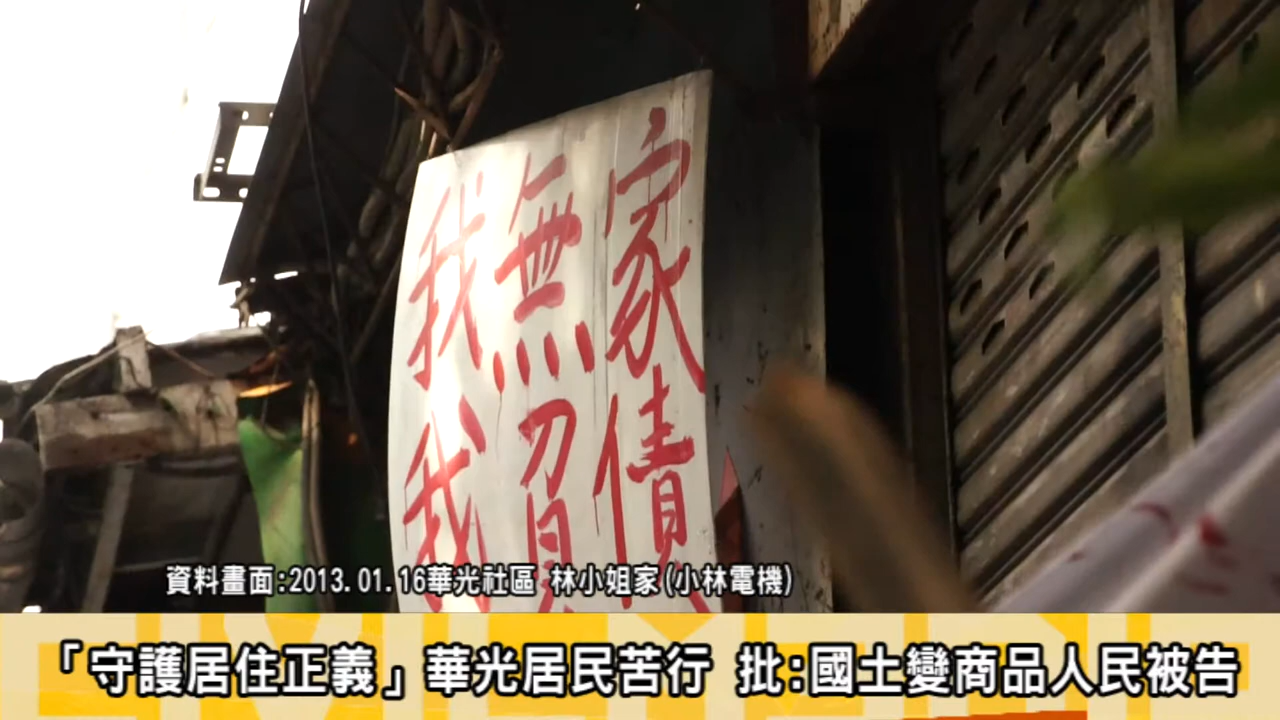 我無家
我負債
資料畫面:2013.01.16華光社區 林小姐家(小林電機)
「守護居住正義」華光居民苦行 批:國土變商品人民被告